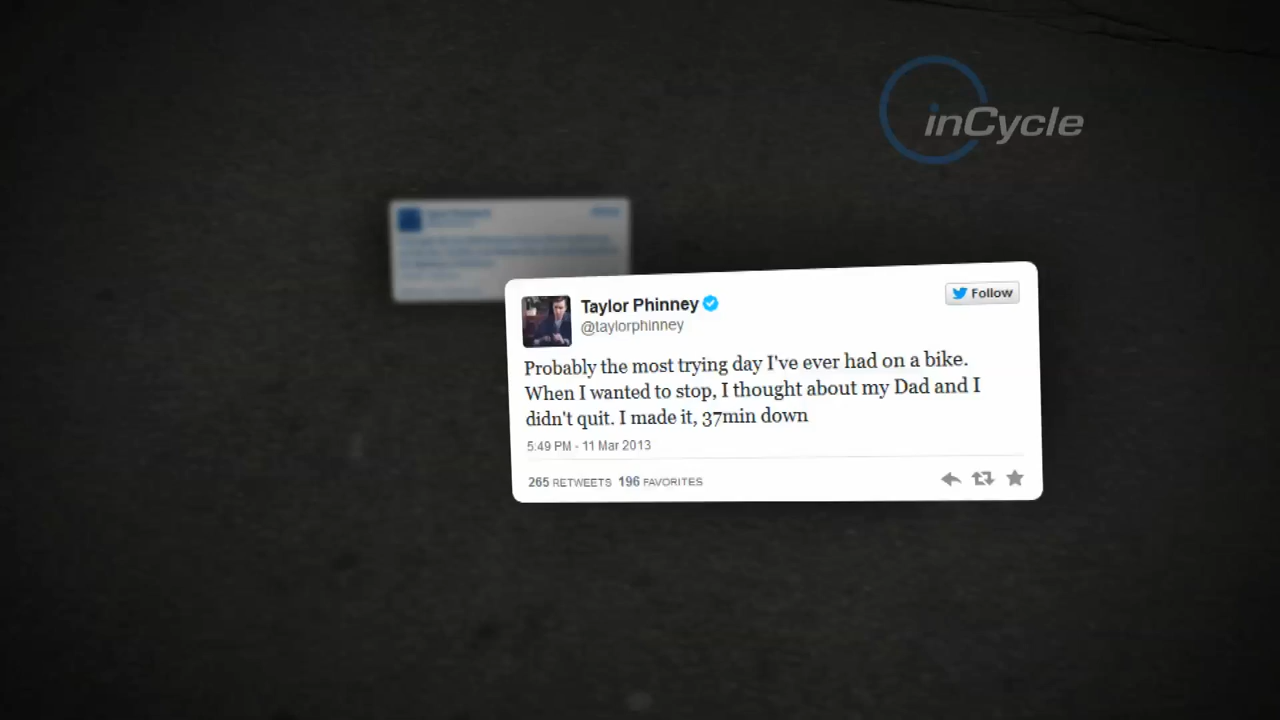 inCycle
Taylor Phinney
@taylorphinney
Follow
Probably the most trying day I've ever had on a bike.
When I wanted to stop, I thought about my Dad and I
didn't quit. I made it, 37min down
5:49 PM - 11 Mar 2013
265 RETWEETS 196 FAVORITES